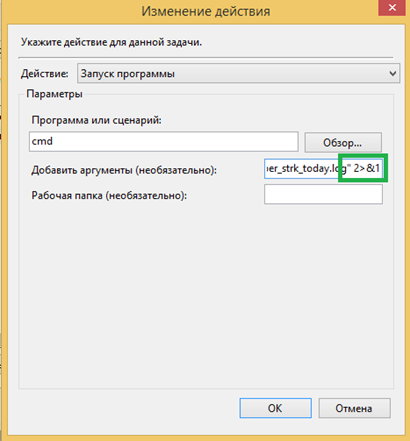 Изменение действия
Укажите действие для данной задачи.
Действие: Запуск программы
Параметры
Программа или сценарий:
cmd
Обзор...
Добавить аргументы (необязательно): er_strk_today.log" 2>&1
Рабочая папка (необязательно):
OK Отмена